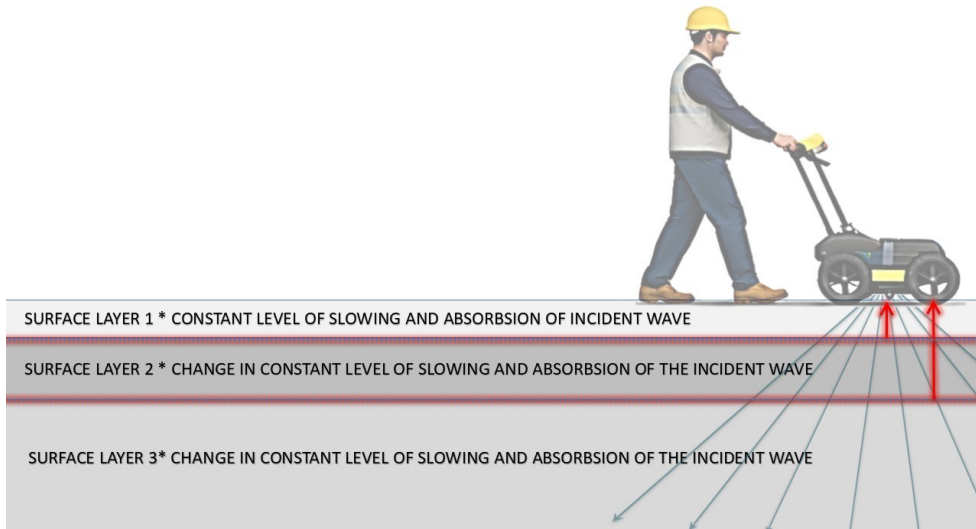 SURFACE LAYER 1 * CONSTANT LEVEL OF SLOWING AND ABSORBSION OF INCIDENT WAVE
SURFACE LAYER 2 * CHANGE IN CONSTANT LEVEL OF SLOWING AND ABSORBSION OF THE INCIDENT WAVE
SURFACE LAYER 3* CHANGE IN CONSTANT LEVEL OF SLOWING AND ABSORBSION OF THE INCIDENT WAVE